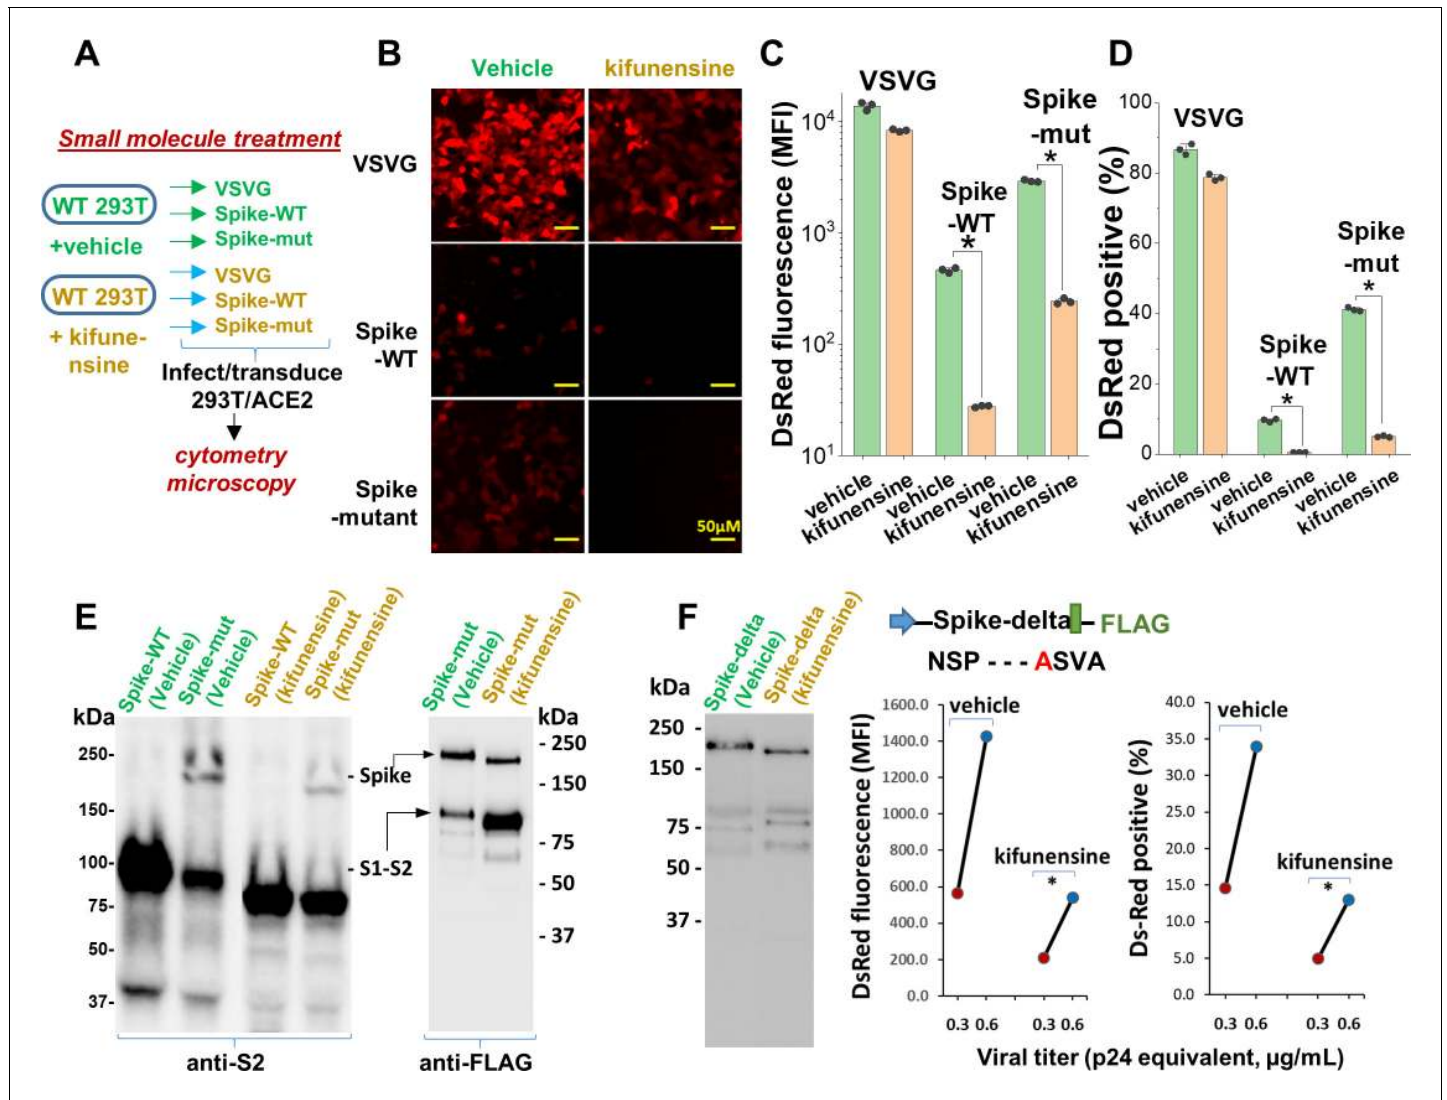 A
Small molecule treatment
WT 293T
+vehicle
VSVG
Spike-WT
Spike-mut
WT 293T
+ kifune-
nsine
VSVG
Spike-WT
Spike-mut
Infect/transduce
293T/ACE2
cytometry
microscopy
B
Vehicle
kifunensine
VSVG
Spike
-WT
Spike
-mutant
50µM
C
DsRed fluorescence (MFI)
10⁴
10³
10²
10¹
VSVG
Spike
-WT
*
Spike
-mut
*
vehicle
kifunensine
vehicle
kifunensine
vehicle
kifunensine
D
DsRed positive (%)
100
80
60
40
20
0
VSVG
Spike
-WT
*
Spike
-mut
*
vehicle
kifunensine
vehicle
kifunensine
vehicle
kifunensine
E
Spike-WT
(Vehicle)
Spike-mut
(Vehicle)
Spike-WT
(kifunensine)
Spike-mut
(kifunensine)
kDa
250-
150-
100-
75-
50-
37-
- Spike
- S1-S2
anti-S2
Spike-mut
(Vehicle)
Spike-mut
(kifunensine)
kDa
- 250
- 150
- 75
- 50
- 37
anti-FLAG
F
Spike-delta
(Vehicle)
Spike-delta
(kifunensine)
kDa
250 -
150 -
75 -
50 -
37 -
Spike-delta
FLAG
NSP - - - ASVA
DsRed fluorescence (MFI)
1600.0
1400.0
1200.0
1000.0
800.0
600.0
400.0
200.0
0.0
vehicle
kifunensine
*
0.3 0.6
0.3 0.6
Ds-Red positive (%)
40.0
35.0
30.0
25.0
20.0
15.0
10.0
5.0
0.0
vehicle
kifunensine
*
0.3 0.6
0.3 0.6
Viral titer (p24 equivalent, µg/mL)